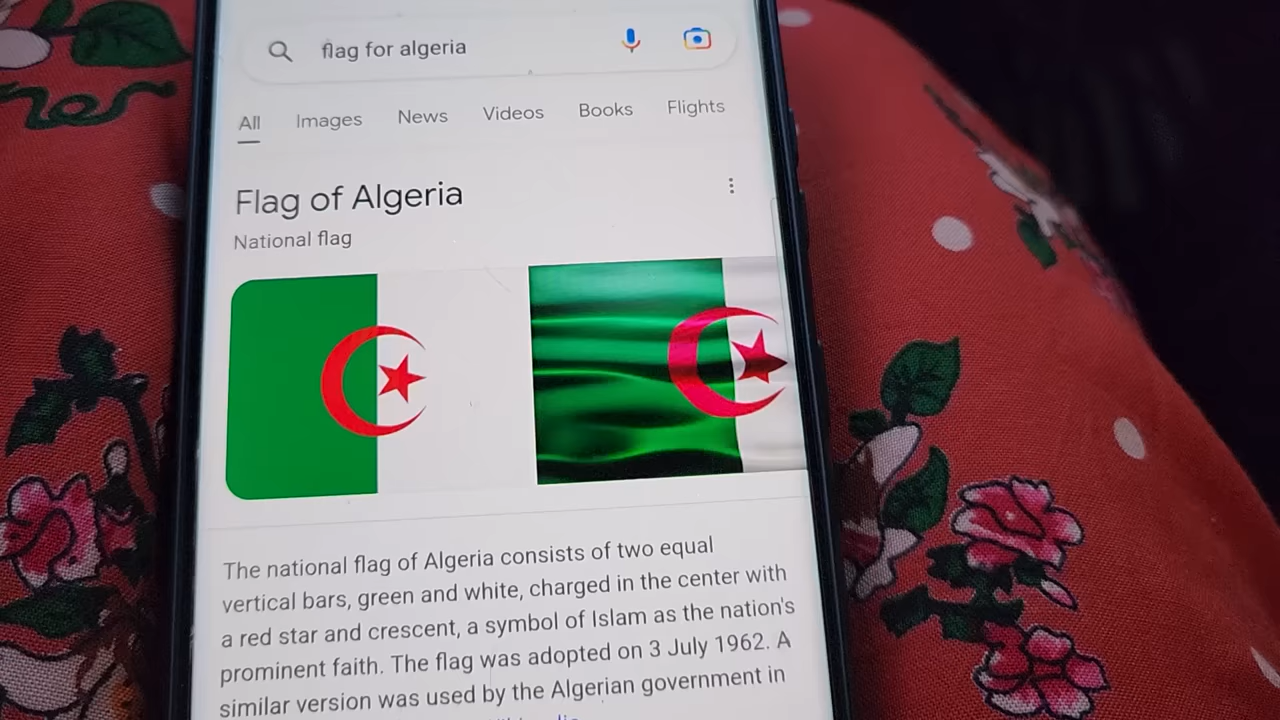 flag for algeria
All Images News Videos Books Flights
Flag of Algeria
National flag
The national flag of Algeria consists of two equal
vertical bars, green and white, charged in the center with
a red star and crescent, a symbol of Islam as the nation's
prominent faith. The flag was adopted on 3 July 1962. A
similar version was used by the Algerian government in